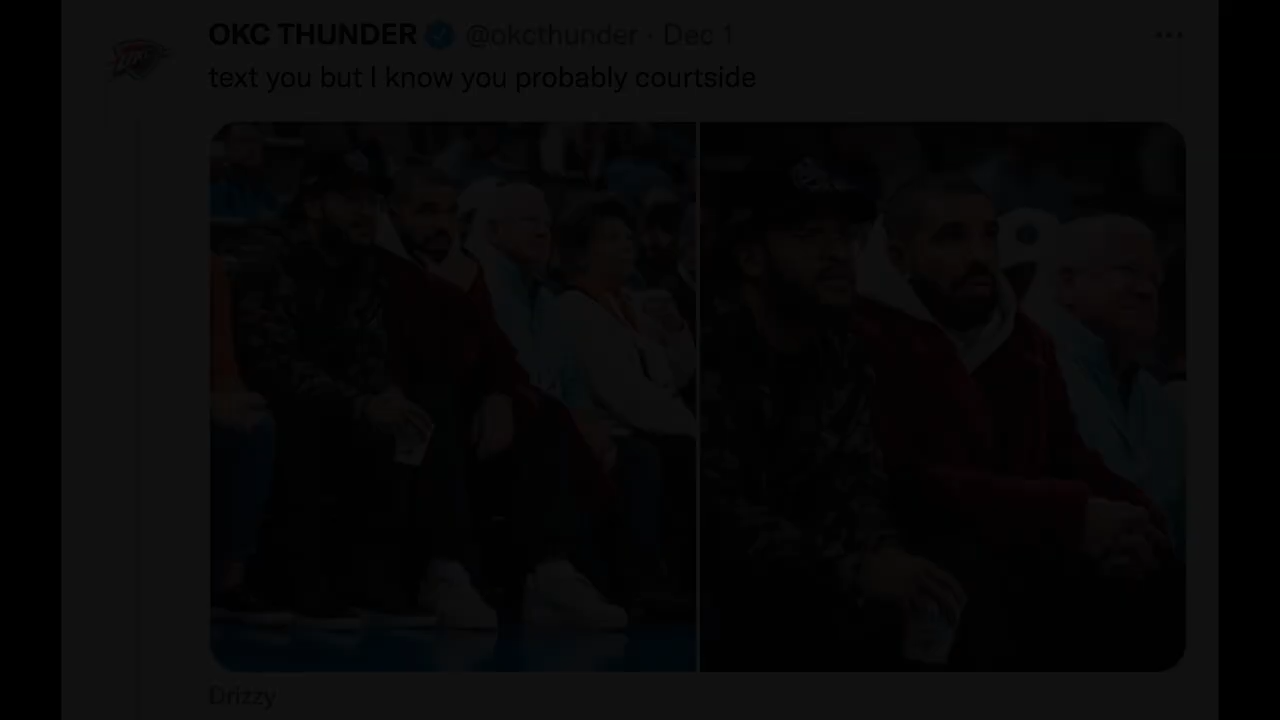 OKC THUNDER @okcthunder · Dec 1
text you but I know you probably courtside
Drizzy